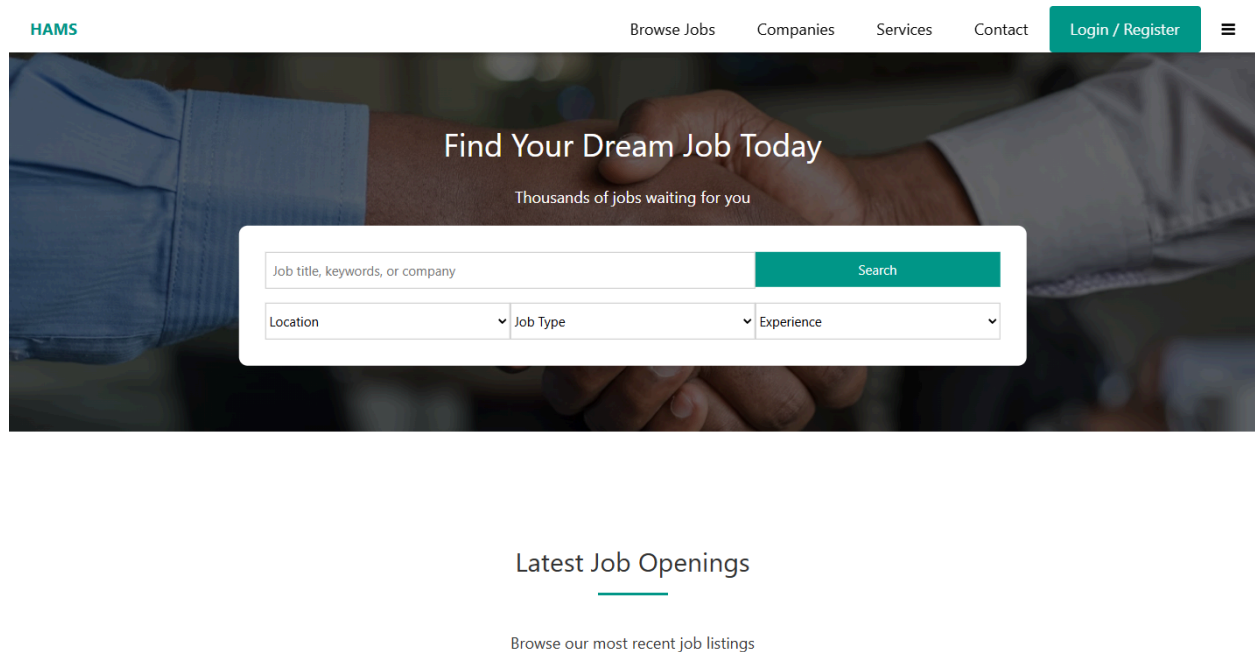 HAMS Browse Jobs Companies Services Contact Login / Register
Find Your Dream Job Today
Thousands of jobs waiting for you
Job title, keywords, or company Search
Location Job Type Experience
Latest Job Openings
Browse our most recent job listings